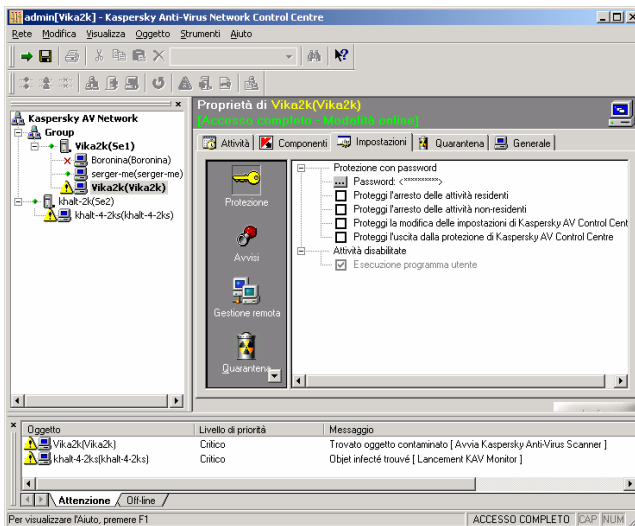 admin[Vika2k] - Kaspersky Anti-Virus Network Control Centre
Rete Modifica Visualizza Oggetto Strumenti Aiuto
Kaspersky AV Network
Group
Vika2k(Se1)
Boronina(Boronina)
serger-me(serger-me)
Vika2k(Vika2k)
khalt-2k(Se2)
khalt-4-2ks(khalt-4-2ks)
Proprietà di Vika2k(Vika2k)
[Accesso completo - Modalità online]
Attività Componenti Impostazioni Quarantena Generale
Protezione
Avvisi
Gestione remota
Quarantena
Protezione con password
Password: <**********>
Proteggi l'arresto delle attività residenti
Proteggi l'arresto delle attività non-residenti
Proteggi la modifica delle impostazioni di Kaspersky AV Control Cent
Proteggi l'uscita dalla protezione di Kaspersky AV Control Centre
Attività disabilitate
Esecuzione programma utente
Oggetto Livello di priorità Messaggio
Vika2k(Vika2k) Critico Trovato oggetto contaminato [ Avvia Kaspersky Anti-Virus Scanner ]
khalt-4-2ks(khalt-4-2ks) Critico Objet infecté trouvé [ Lancement KAV Monitor ]
Attenzione Off-line
Per visualizzare l'Aiuto, premere F1 ACCESSO COMPLETO CAP NUM